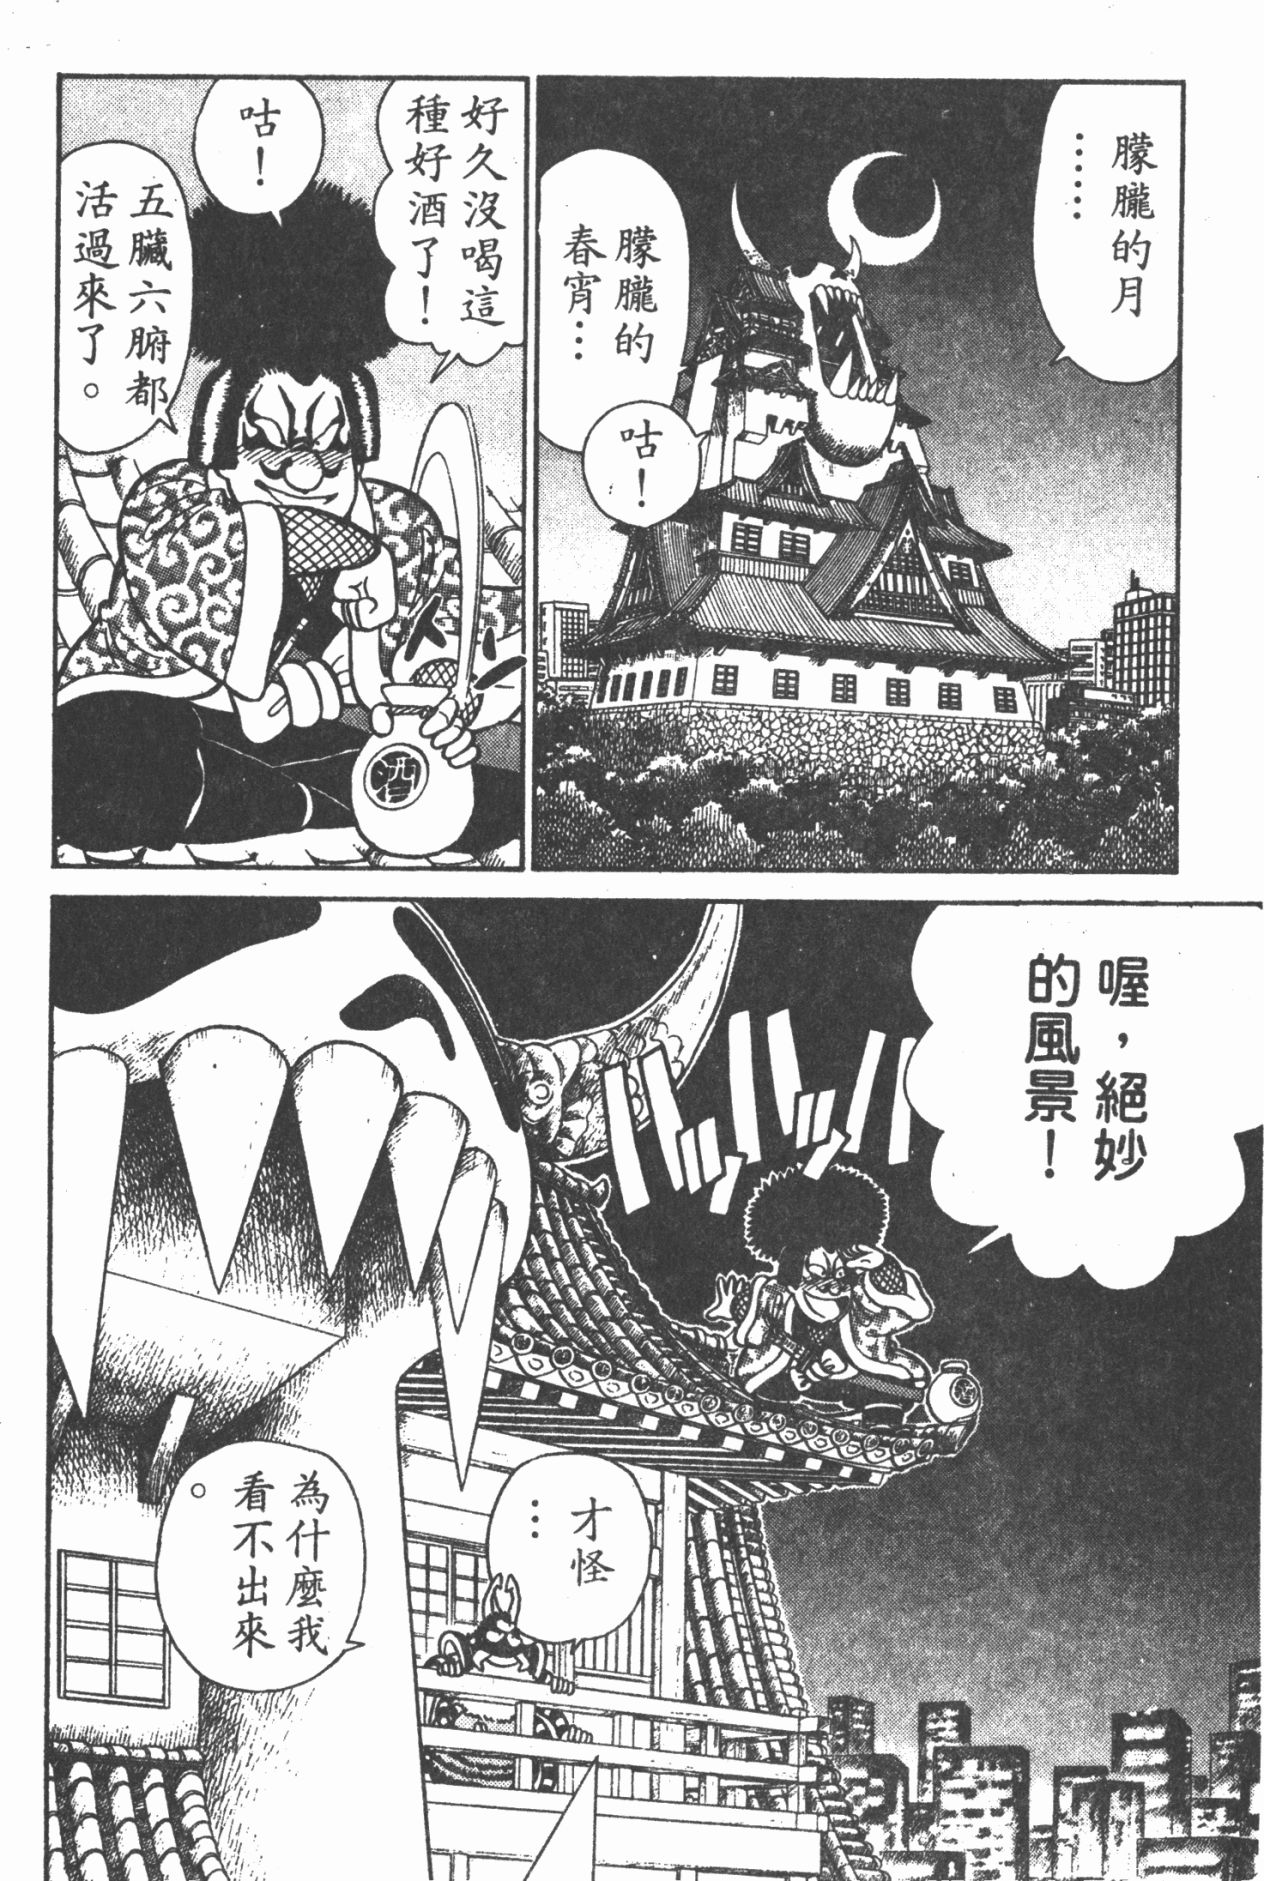 朦朧的月
……
朦朧的
春宵…
咕！
好久沒喝這
種好酒了！
咕！
五臟六腑都
活過來了。
酒
喔，絕妙
的風景！
酒
才怪
…
為什麼我
看不出來
。